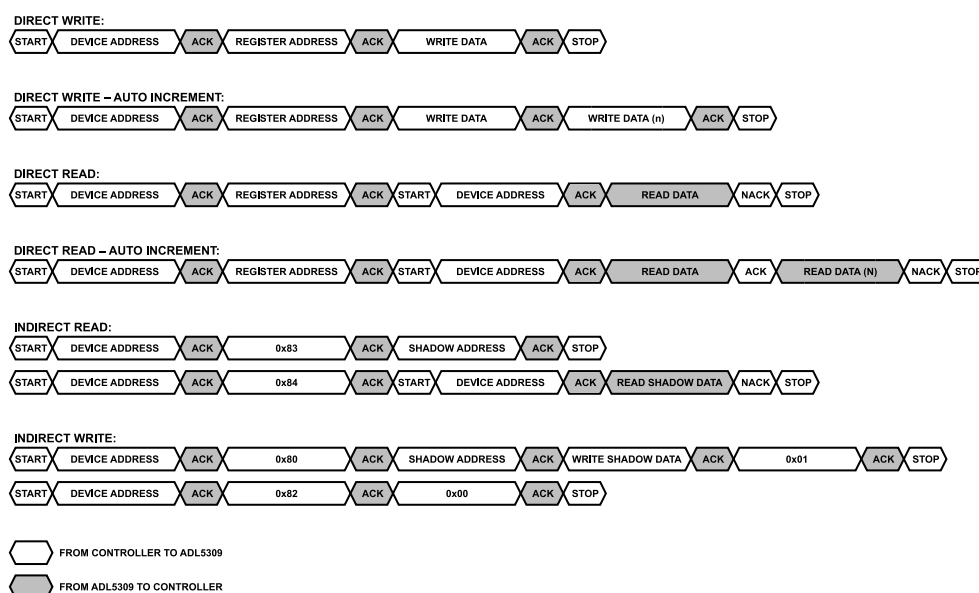 DIRECT WRITE:
START DEVICE ADDRESS ACK REGISTER ADDRESS ACK WRITE DATA ACK STOP
DIRECT WRITE – AUTO INCREMENT:
START DEVICE ADDRESS ACK REGISTER ADDRESS ACK WRITE DATA ACK WRITE DATA (n) ACK STOP
DIRECT READ:
START DEVICE ADDRESS ACK REGISTER ADDRESS ACK START DEVICE ADDRESS ACK READ DATA NACK STOP
DIRECT READ – AUTO INCREMENT:
START DEVICE ADDRESS ACK REGISTER ADDRESS ACK START DEVICE ADDRESS ACK READ DATA ACK READ DATA (N) NACK STOP
INDIRECT READ:
START DEVICE ADDRESS ACK 0x83 ACK SHADOW ADDRESS ACK STOP
START DEVICE ADDRESS ACK 0x84 ACK START DEVICE ADDRESS ACK READ SHADOW DATA NACK STOP
INDIRECT WRITE:
START DEVICE ADDRESS ACK 0x80 ACK SHADOW ADDRESS ACK WRITE SHADOW DATA ACK 0x01 ACK STOP
START DEVICE ADDRESS ACK 0x82 ACK 0x00 ACK STOP
FROM CONTROLLER TO ADL5309
FROM ADL5309 TO CONTROLLER